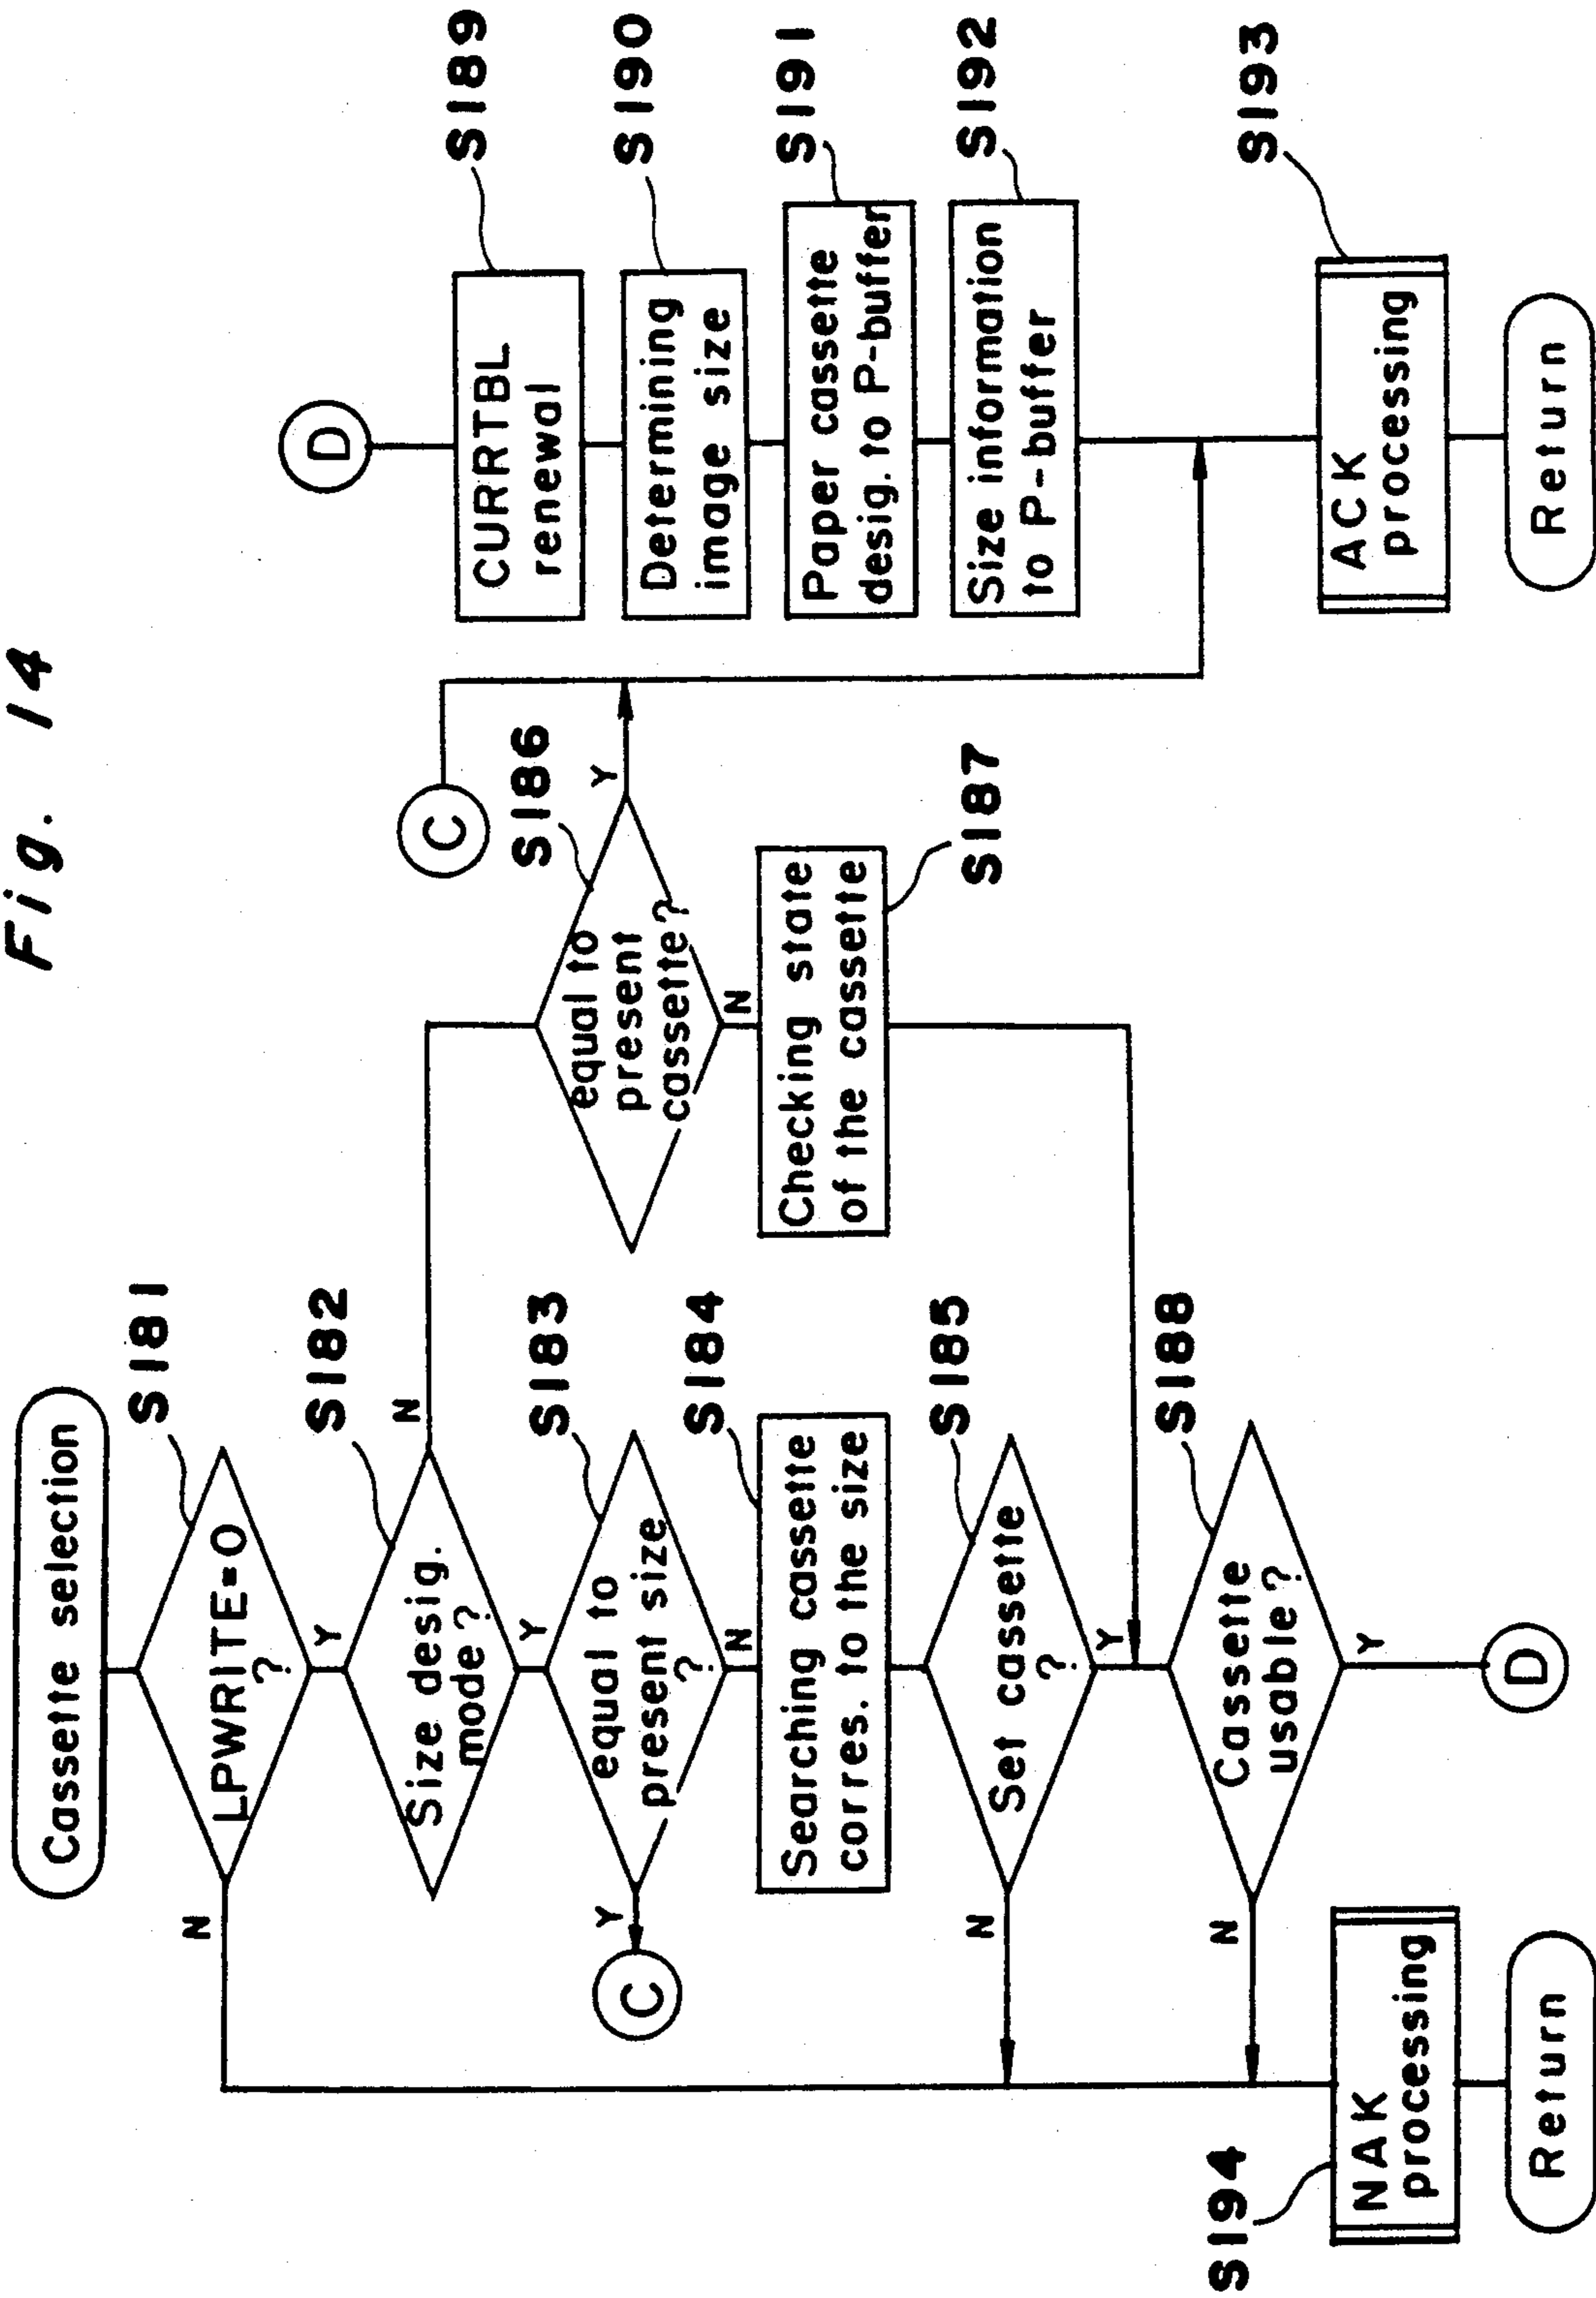 Fig. 14
Cassette selection
S181
LPWRITE=0
?
N
Y
S182
Size desig.
mode?
N
Y
S183
equal to
present size
?
Y
C
N
S184
Searching cassette
corres. to the size
S185
Set cassette
?
N
Y
S188
Cassette
usable?
N
Y
D
S194
NAK
processing
Return
C
S186
equal to
present
cassette?
Y
N
S187
Checking state
of the cassette
D
S189
CURRTBL
renewal
S190
Determining
image size
S191
Paper cassette
desig. to P-buffer
S192
Size information
to P-buffer
S193
ACK
processing
Return